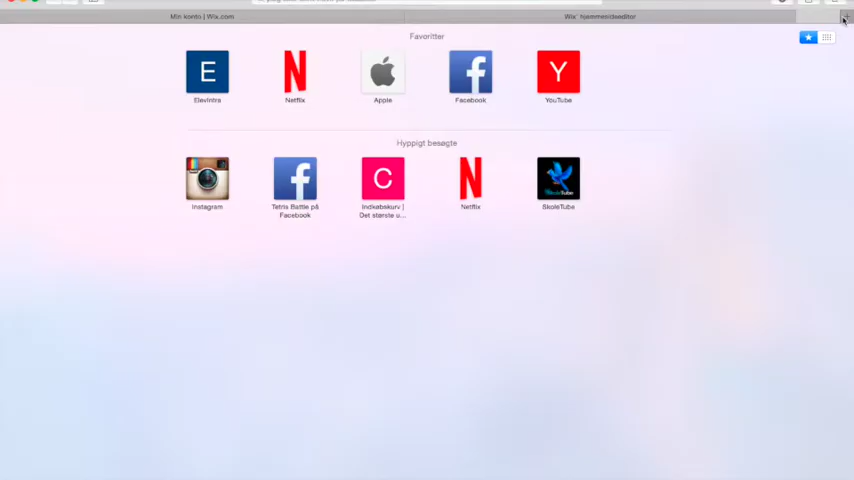 Min konto | Wix.com
Wix' hjemmesideeditor
Favoritter
E
Elevintra
N
Netflix
Apple
f
Facebook
Y
YouTube
Hyppigt besøgte
Instagram
f
Tetris Battle på
Facebook
C
Indkøbskurv |
Det største u...
N
Netflix
SkoleTube
SkoleTube